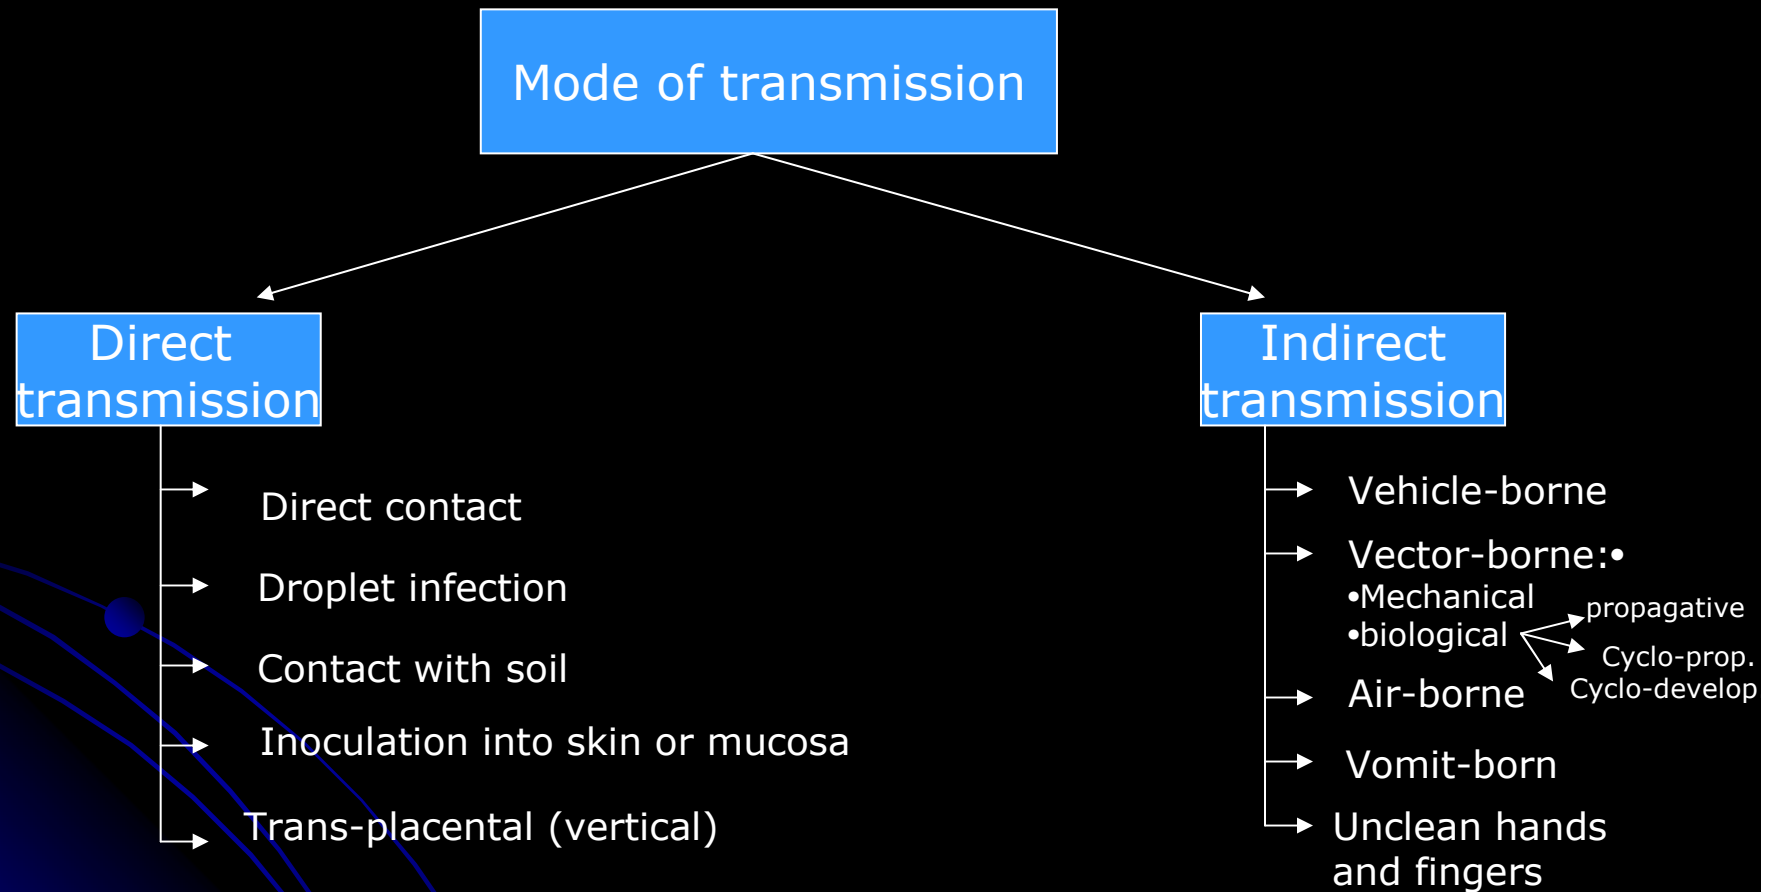 Mode of transmission
Direct
transmission
Direct contact
Droplet infection
Contact with soil
Inoculation into skin or mucosa
Trans-placental (vertical)
Indirect
transmission
Vehicle-borne
Vector-borne:•
•Mechanical
•biological
propagative
Cyclo-prop.
Cyclo-develop
Air-borne
Vomit-born
Unclean hands
and fingers